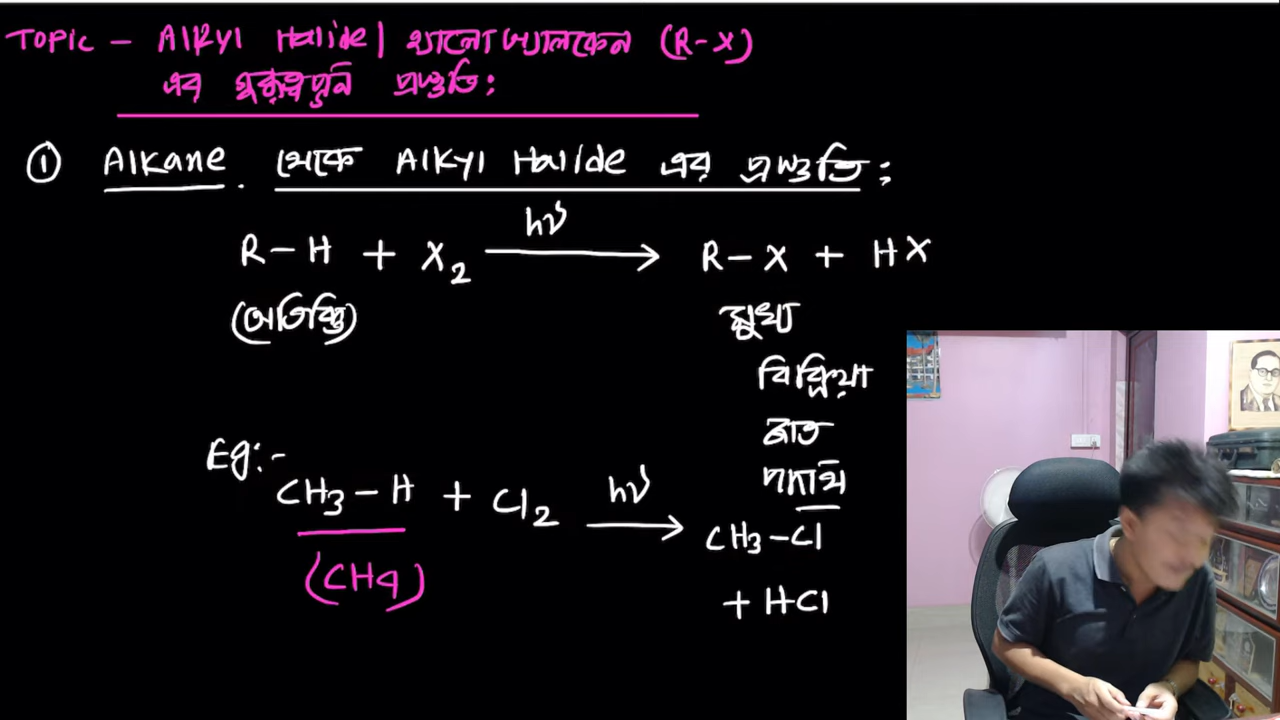 TOPIC – Alkyl Halide | হ্যালো অ্যালকেন (R-X)
এর গুরুত্বপূর্ন প্রস্তুতি:
① Alkane থেকে Alkyl Halide এর প্রস্তুতি:
R-H + X₂ hν → R-X + HX
(অতিরিক্ত) মুখ্য
বিক্রিয়া
জাত
পদার্থ
Eg:-
CH₃-H + Cl₂ hν → CH₃-Cl
(CH₄) + HCl